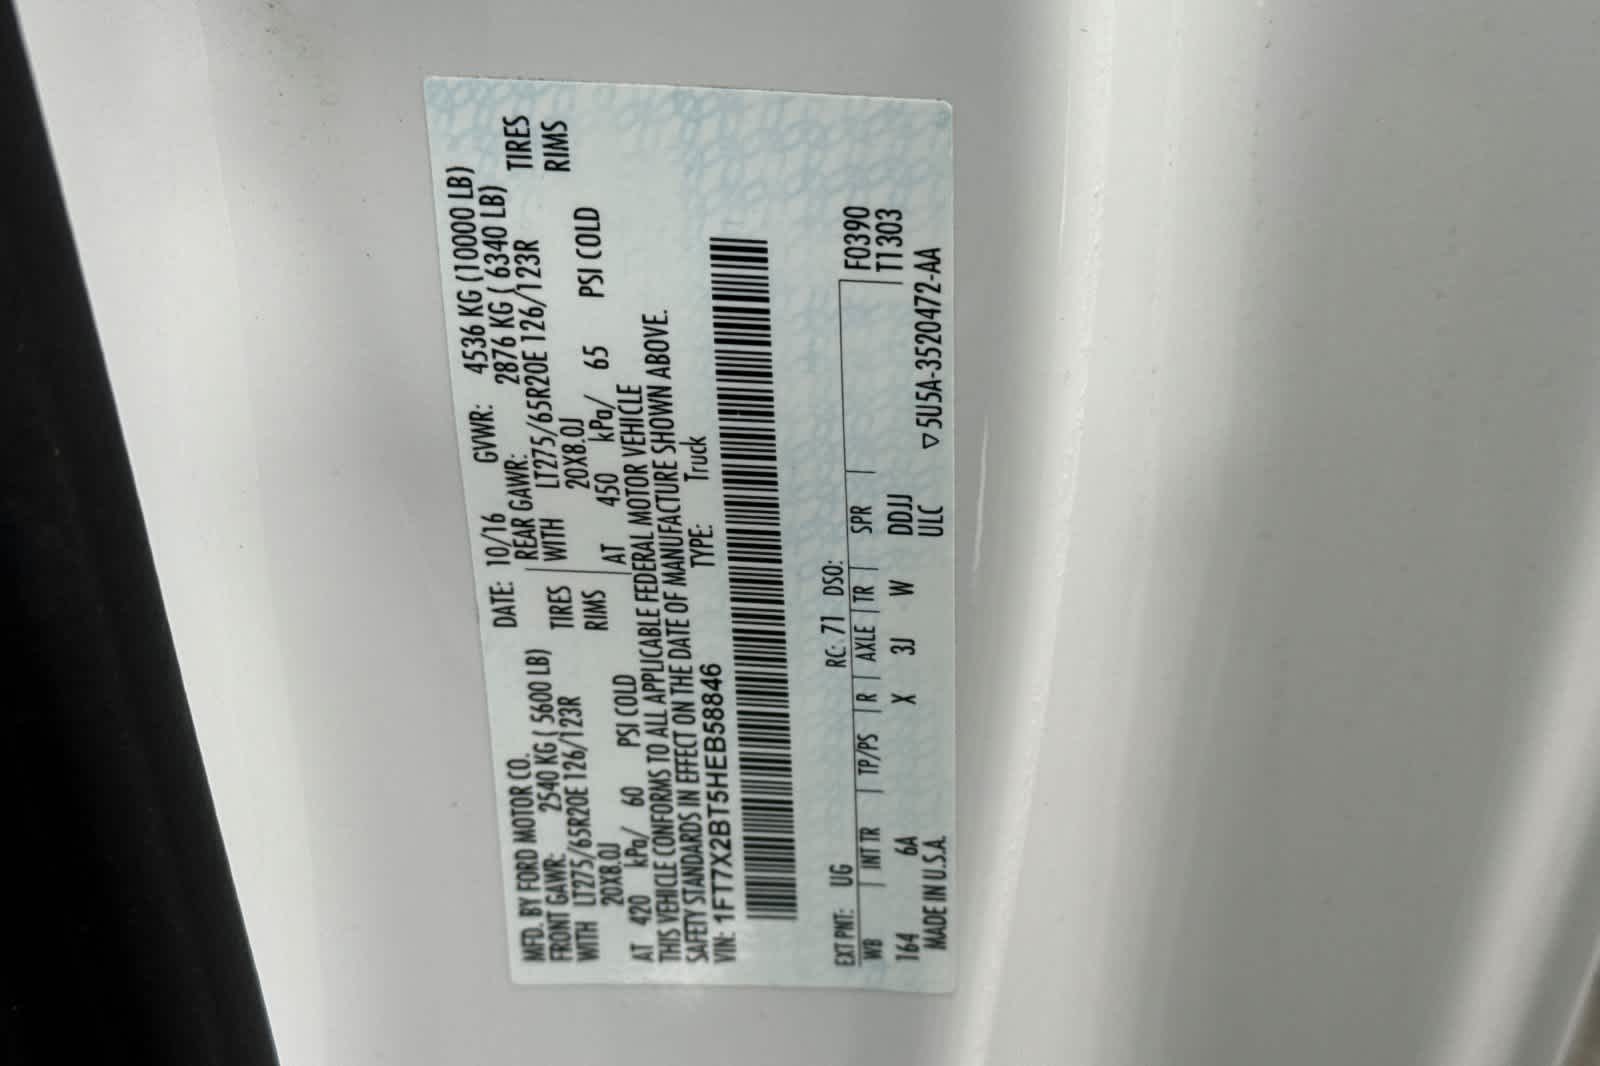 MFD. BY FORD MOTOR CO.
DATE: 10/16 GVWR: 4536 KG (10000 LB)
FRONT GAWR: 2540 KG ( 5600 LB) REAR GAWR: 2876 KG ( 6340 LB)
WITH LT275/65R20E 126/123R TIRES WITH LT275/65R20E 126/123R TIRES
20X8.0J RIMS 20X8.0J RIMS
AT 420 kPa/ 60 PSI COLD AT 450 kPa/ 65 PSI COLD
THIS VEHICLE CONFORMS TO ALL APPLICABLE FEDERAL MOTOR VEHICLE
SAFETY STANDARDS IN EFFECT ON THE DATE OF MANUFACTURE SHOWN ABOVE.
VIN: 1FT7X2BT5HEB58846 TYPE: Truck
F0390
T1303
EXT PNT: UG RC: 71 DSO:
WB INT TR TP/PS R AXLE TR SPR
164 6A X 3J W DDJJ
MADE IN U.S.A. ULC ▽5U5A-3520472-AA